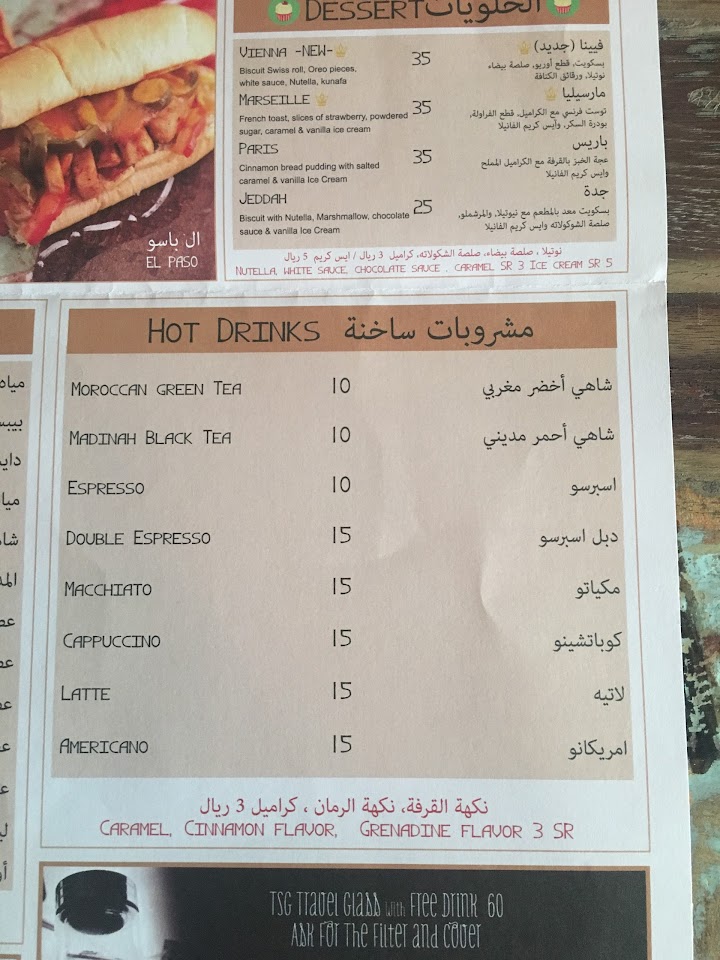 DESSERT الحلويات
VIENNA -NEW- 35 فيينا (جديد)
Biscuit Swiss roll, Oreo pieces, بسكويت، قطع أوريو، صلصة بيضاء
white sauce, Nutella, kunafa نوتيلا، ورقائق الكنافة
MARSEILLE 35 مارسيليا
French toast, slices of strawberry, powdered توست فرنسي مع الكراميل، قطع الفراولة،
sugar, caramel & vanilla ice cream بودرة السكر، وآيس كريم الفانيلا
PARIS 35 باريس
Cinnamon bread pudding with salted عجة الخبز بالقرفة مع الكراميل المملح
caramel & vanilla Ice Cream وايس كريم الفانيلا
JEDDAH 25 جدة
Biscuit with Nutella, Marshmallow, chocolate بسكويت معد بالمطعم مع نيوتيلا، والمرشملو،
sauce & vanilla Ice Cream صلصة الشوكولاته وايس كريم الفانيلا
نوتيلا ، صلصة بيضاء، صلصة الشكولاته، كراميل 3 ريال / ايس كريم 5 ريال
NUTELLA, WHITE SAUCE, CHOCOLATE SAUCE , CARAMEL SR 3 ICE CREAM SR 5
ال باسو
EL PASO
HOT DRINKS مشروبات ساخنة
MOROCCAN GREEN TEA 10 شاهي أخضر مغربي
MADINAH BLACK TEA 10 شاهي أحمر مديني
ESPRESSO 10 اسبرسو
DOUBLE ESPRESSO 15 دبل اسبرسو
MACCHIATO 15 مكياتو
CAPPUCCINO 15 كوباتشينو
LATTE 15 لاتيه
AMERICANO 15 امريكانو
نكهة القرفة، نكهة الرمان ، كراميل 3 ريال
CARAMEL, CINNAMON FLAVOR, GRENADINE FLAVOR 3 SR
TSG Travel Glass with Free Drink 60
Ask For The Filter and Cover
مياه